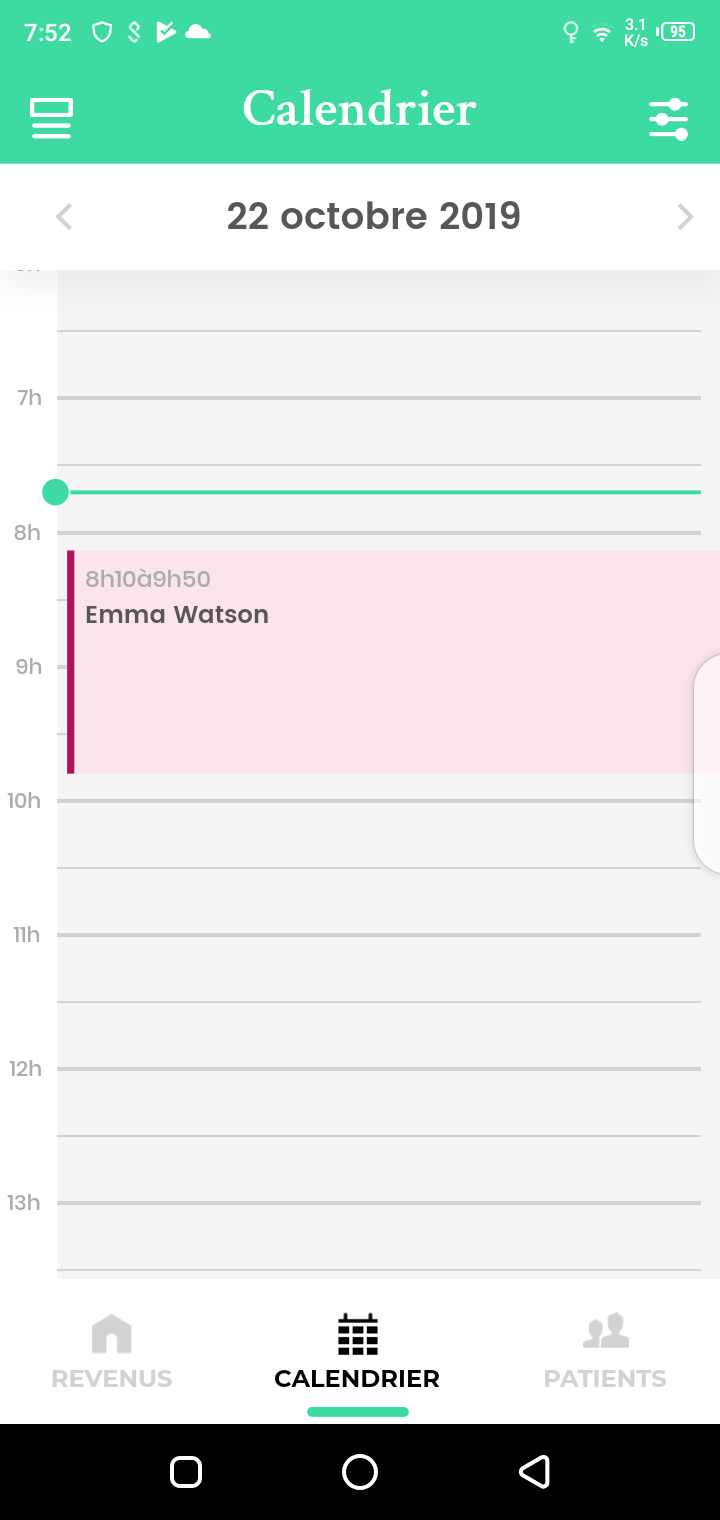 7:52
3.1
K/s
95
Calendrier
22 octobre 2019
7h
8h
8h10à9h50
Emma Watson
9h
10h
11h
12h
13h
REVENUS
CALENDRIER
PATIENTS